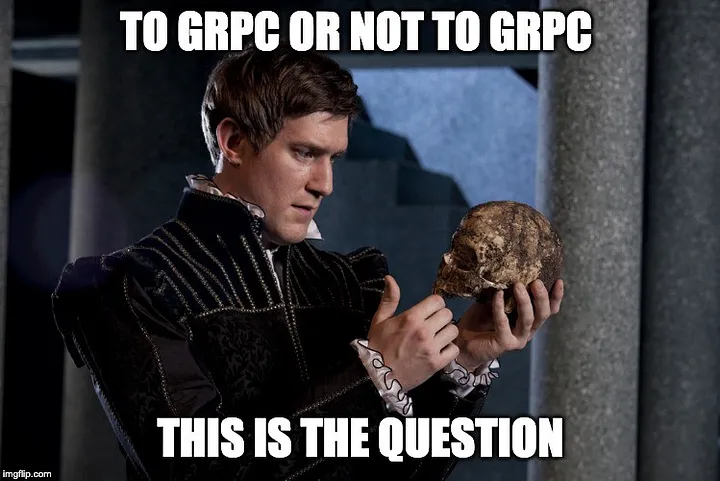 TO GRPC OR NOT TO GRPC
THIS IS THE QUESTION
imgflip.com